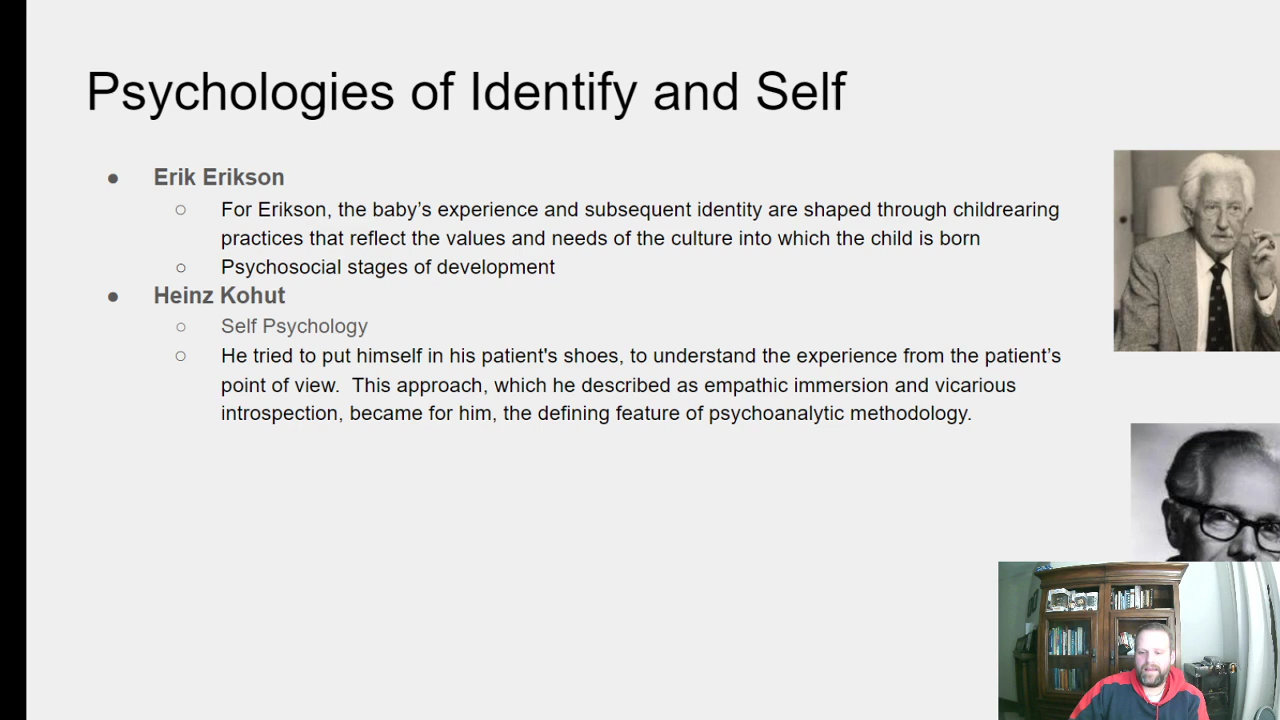 Psychologies of Identify and Self
● Erik Erikson
○ For Erikson, the baby’s experience and subsequent identity are shaped through childrearing
practices that reflect the values and needs of the culture into which the child is born
○ Psychosocial stages of development
● Heinz Kohut
○ Self Psychology
○ He tried to put himself in his patient's shoes, to understand the experience from the patient’s
point of view.  This approach, which he described as empathic immersion and vicarious
introspection, became for him, the defining feature of psychoanalytic methodology.